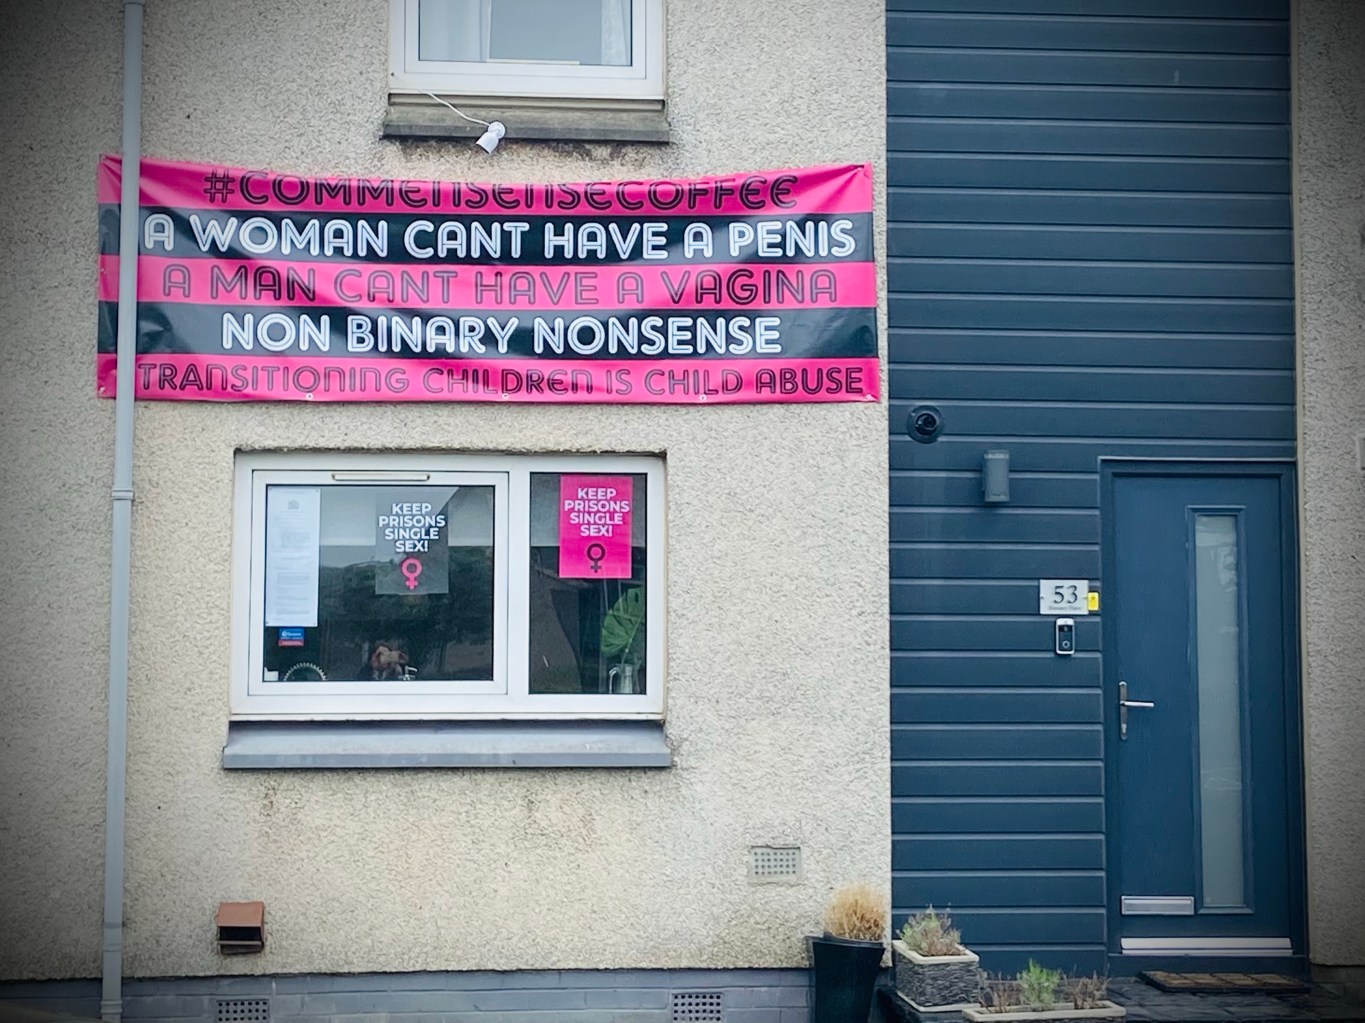 #COMMENSENSECOFFEE
A WOMAN CANT HAVE A PENIS
A MAN CANT HAVE A VAGINA
NON BINARY NONSENSE
TRANSITIONING CHILDREN IS CHILD ABUSE
KEEP
PRISONS
SINGLE
SEX!
KEEP
PRISONS
SINGLE
SEX!
53